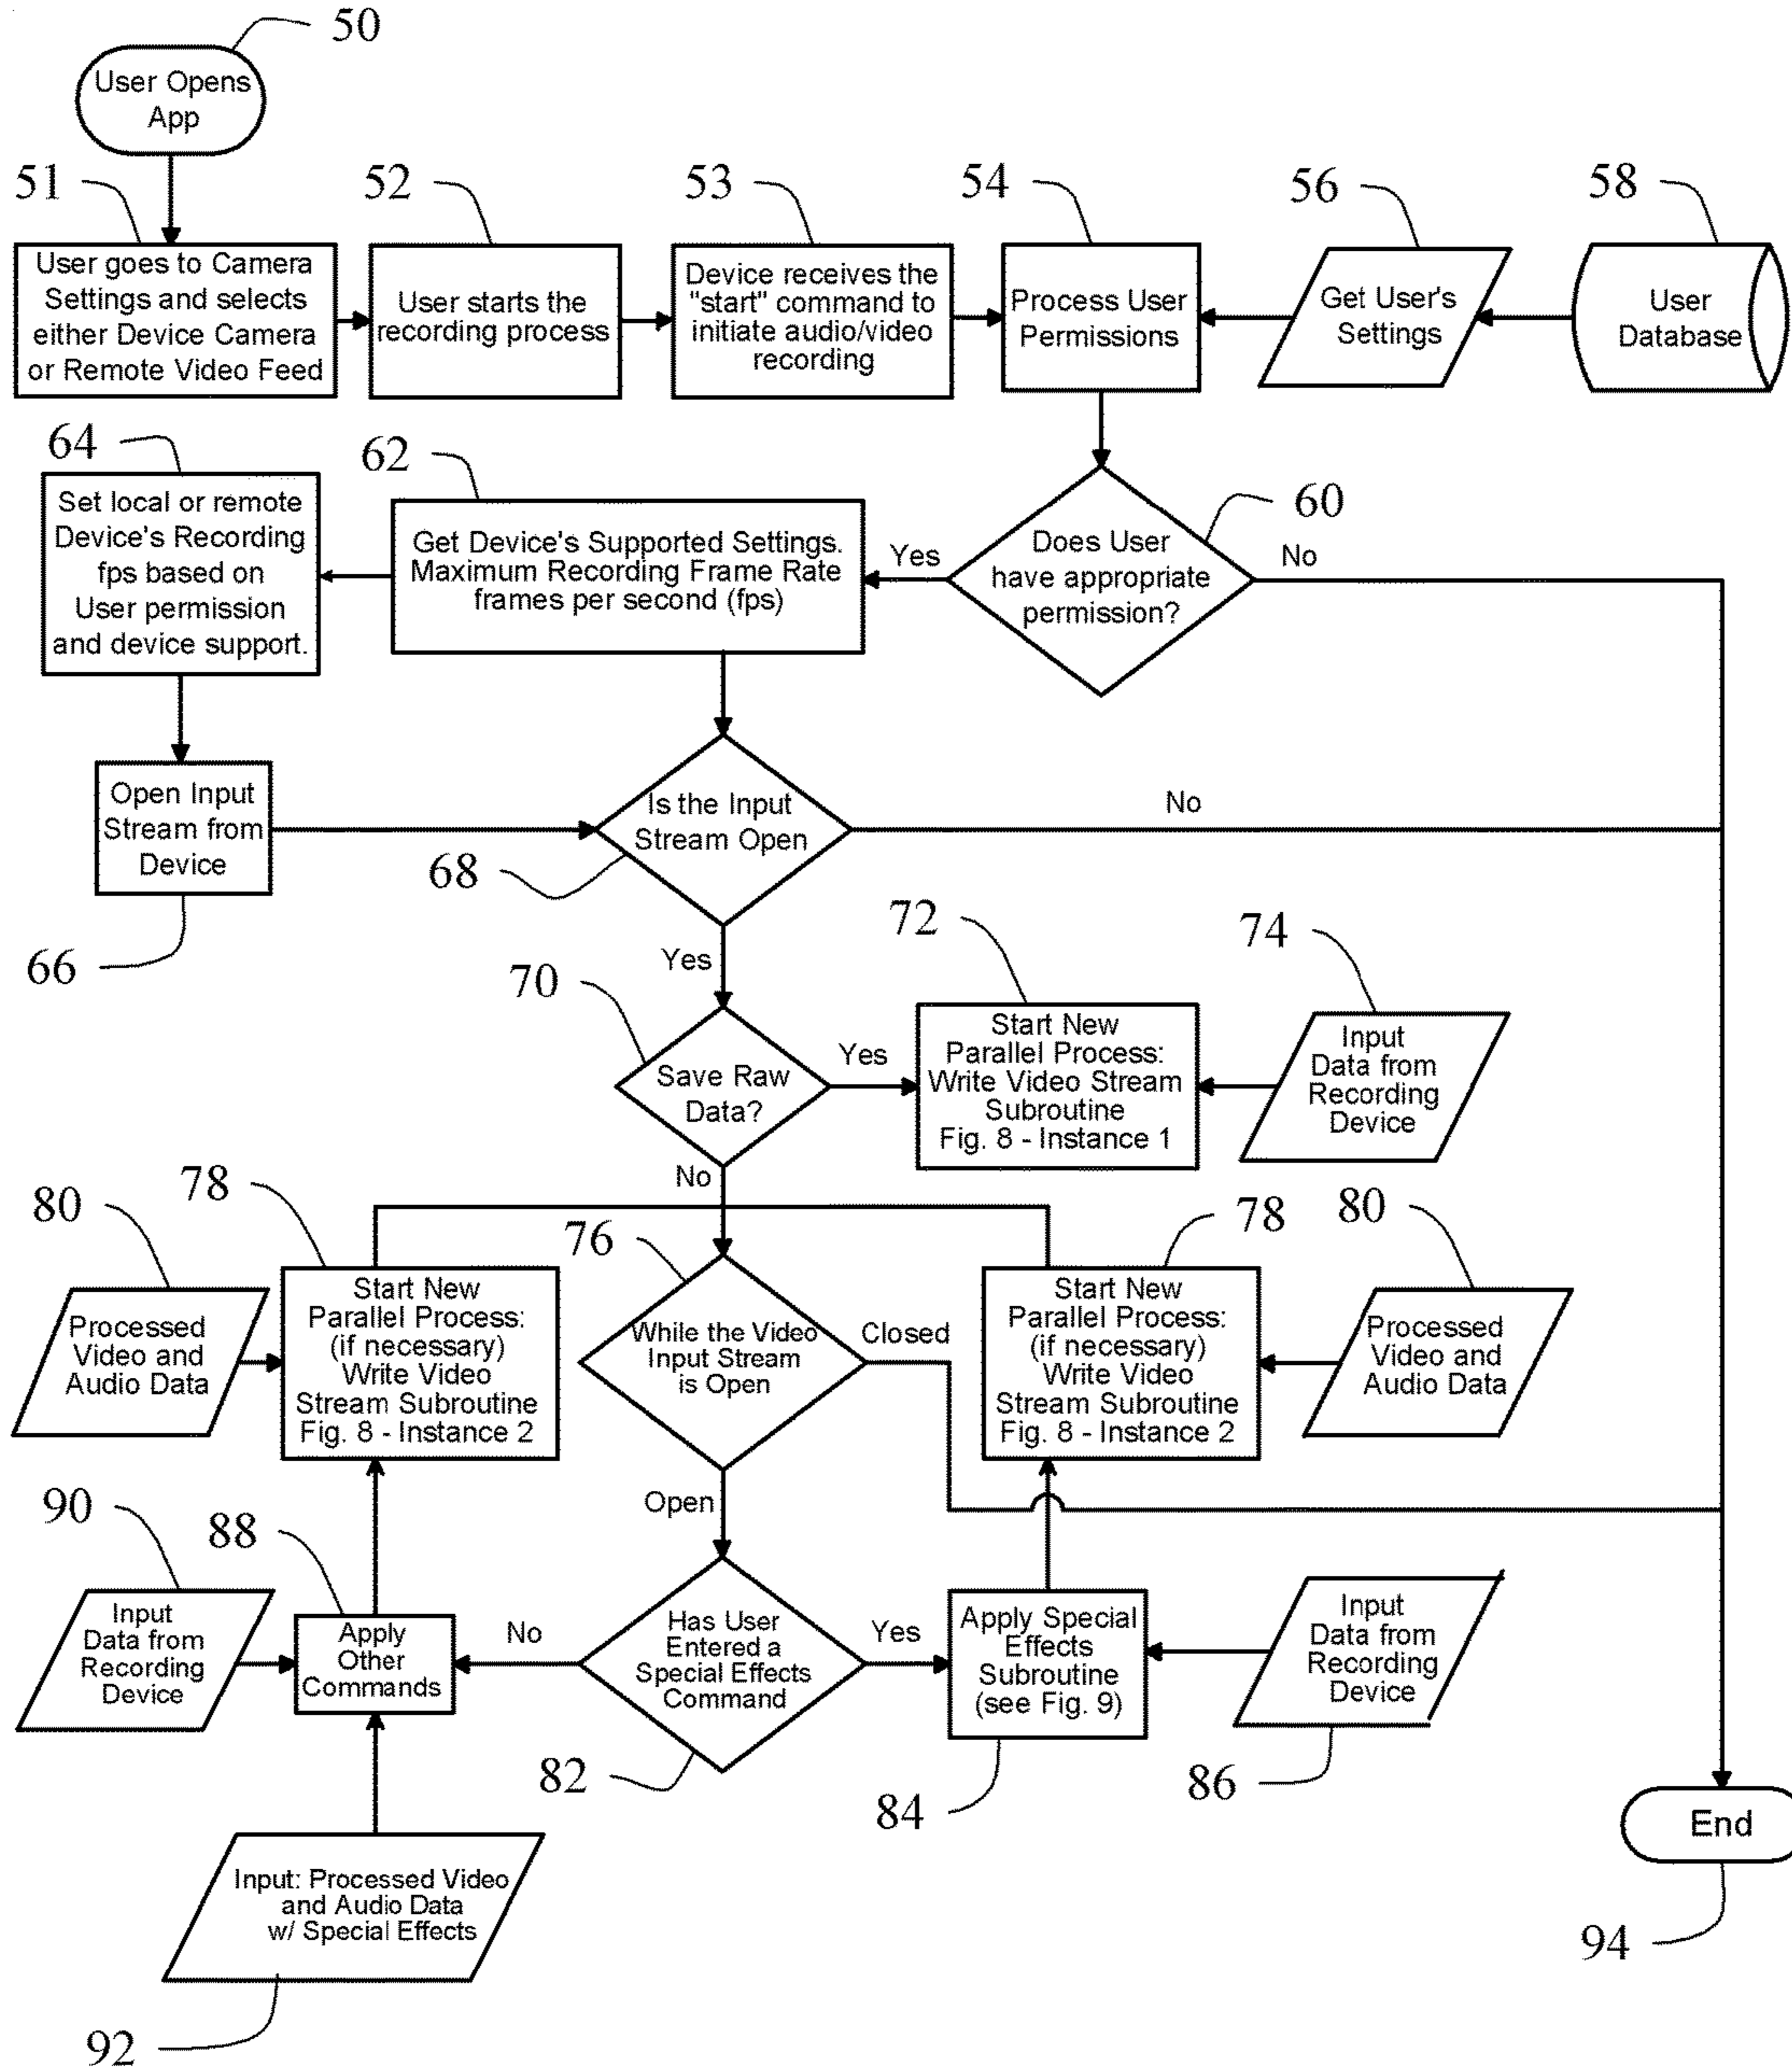 50
User Opens
App
51
52
53
54
56
58
User goes to Camera
Settings and selects
either Device Camera
or Remote Video Feed
User starts the
recording process
Device receives the
"start" command to
initiate audio/video
recording
Process User
Permissions
Get User's
Settings
User
Database
64
62
60
Set local or remote
Device's Recording
fps based on
User permission
and device support.
Get Device's Supported Settings.
Maximum Recording Frame Rate
frames per second (fps)
Yes
Does User
have appropriate
permission?
No
Open Input
Stream from
Device
66
Is the Input
Stream Open
68
No
Yes
70
72
74
Save Raw
Data?
Yes
Start New
Parallel Process:
Write Video Stream
Subroutine
Fig. 8 - Instance 1
Input
Data from
Recording
Device
No
80
78
76
78
80
Processed
Video and
Audio Data
Start New
Parallel Process:
(if necessary)
Write Video
Stream Subroutine
Fig. 8 - Instance 2
While the Video
Input Stream
is Open
Closed
Start New
Parallel Process:
(if necessary)
Write Video
Stream Subroutine
Fig. 8 - Instance 2
Processed
Video and
Audio Data
Open
90
88
Input
Data from
Recording
Device
Apply
Other
Commands
No
Has User
Entered a
Special Effects
Command
Yes
Apply Special
Effects
Subroutine
(see Fig. 9)
Input
Data from
Recording
Device
82
84
86
End
94
Input: Processed Video
and Audio Data
w/ Special Effects
92